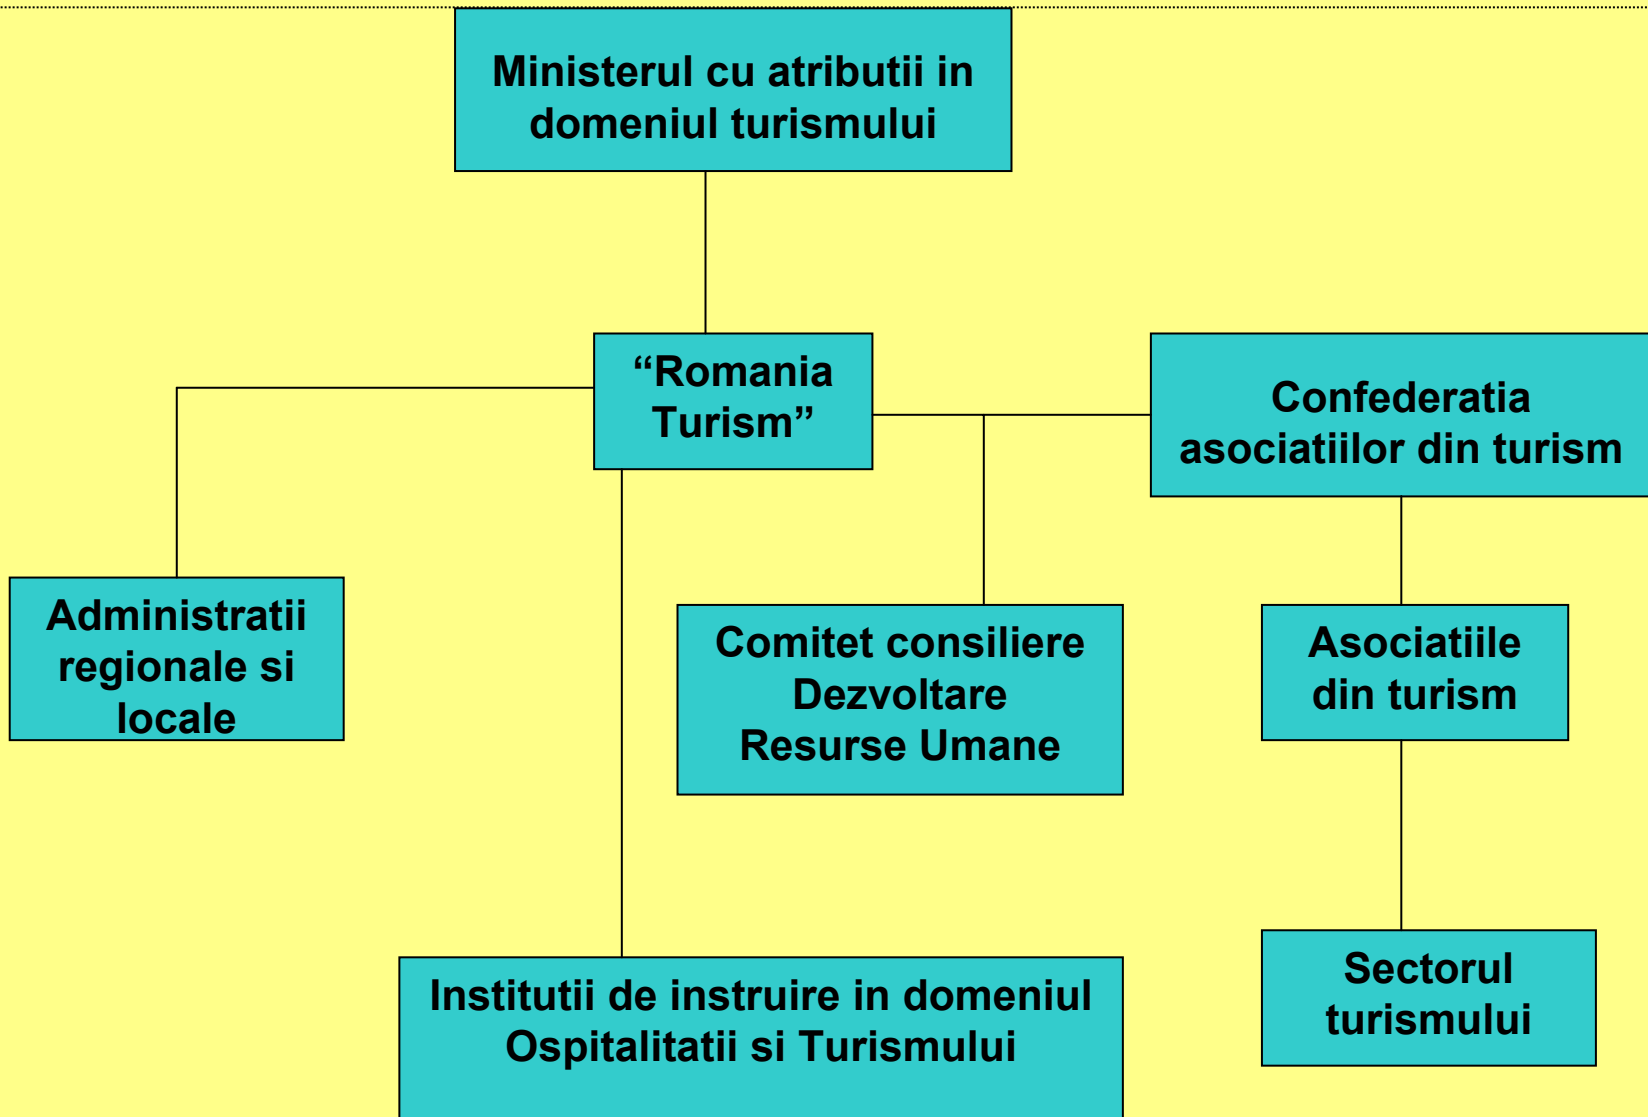 Ministerul cu atributii in
domeniul turismului
“Romania
Turism”
Confederatia
asociatiilor din turism
Administratii
regionale si
locale
Comitet consiliere
Dezvoltare
Resurse Umane
Asociatiile
din turism
Institutii de instruire in domeniul
Ospitalitatii si Turismului
Sectorul
turismului